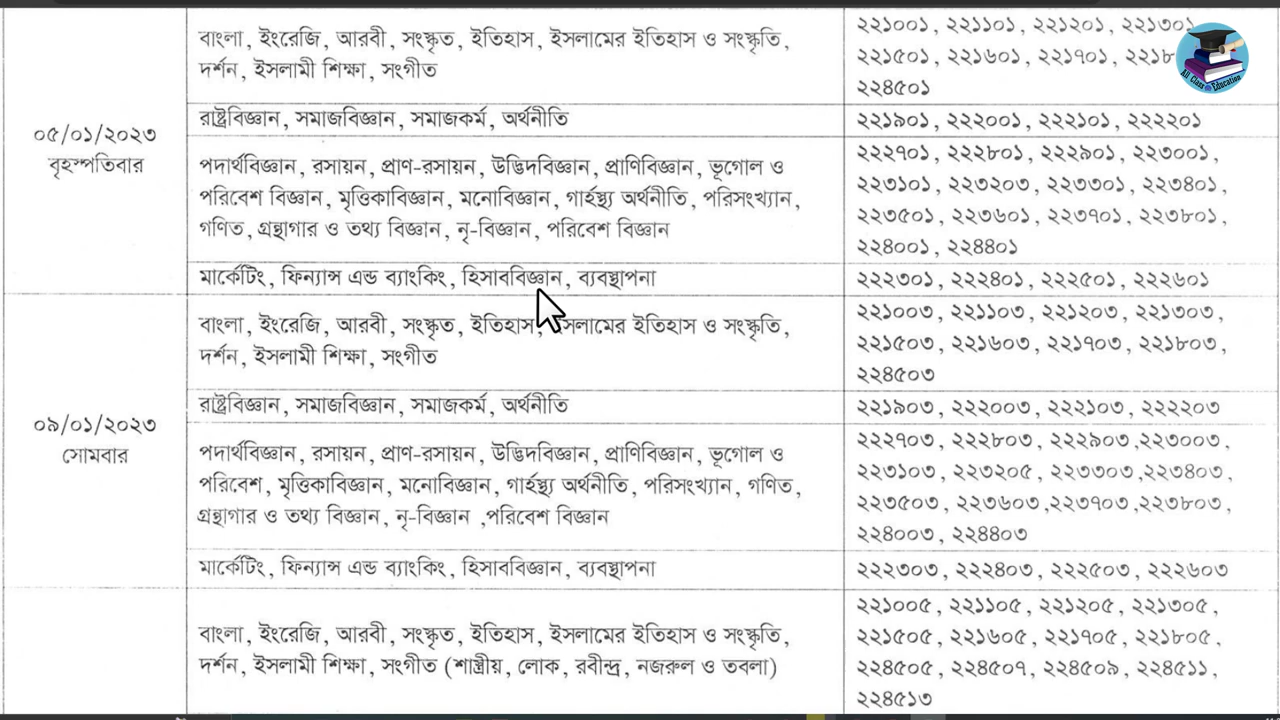 বাংলা, ইংরেজি, আরবী, সংস্কৃত, ইতিহাস, ইসলামের ইতিহাস ও সংস্কৃতি,
দর্শন, ইসলামী শিক্ষা, সংগীত
২২১০০১, ২২১১০১, ২২১২০১, ২২১৩০১
২২১৫০১, ২২১৬০১, ২২১৭০১,
২২৪৫০১
All Class Education
০৫/০১/২০২৩
বৃহস্পতিবার
রাষ্ট্রবিজ্ঞান, সমাজবিজ্ঞান, সমাজকর্ম, অর্থনীতি
২২১৯০১, ২২২০০১, ২২২১০১, ২২২২০১
পদার্থবিজ্ঞান, রসায়ন, প্রাণ-রসায়ন, উদ্ভিদবিজ্ঞান, প্রাণিবিজ্ঞান, ভূগোল ও
পরিবেশ বিজ্ঞান, মৃত্তিকাবিজ্ঞান, মনোবিজ্ঞান, গার্হস্থ্য অর্থনীতি, পরিসংখ্যান,
গণিত, গ্রন্থাগার ও তথ্য বিজ্ঞান, নৃ-বিজ্ঞান, পরিবেশ বিজ্ঞান
২২২৭০১, ২২২৮০১, ২২২৯০১, ২২৩০০১,
২২৩১০১, ২২৩২০৩, ২২৩৩০১, ২২৩৪০১,
২২৩৫০১, ২২৩৬০১, ২২৩৭০১, ২২৩৮০১,
২২৪০০১, ২২৪৪০১
মার্কেটিং, ফিন্যান্স এন্ড ব্যাংকিং, হিসাববিজ্ঞান, ব্যবস্থাপনা
২২২৩০১, ২২২৪০১, ২২২৫০১, ২২২৬০১
০৯/০১/২০২৩
সোমবার
বাংলা, ইংরেজি, আরবী, সংস্কৃত, ইতিহাস, ইসলামের ইতিহাস ও সংস্কৃতি,
দর্শন, ইসলামী শিক্ষা, সংগীত
২২১০০৩, ২২১১০৩, ২২১২০৩, ২২১৩০৩,
২২১৫০৩, ২২১৬০৩, ২২১৭০৩, ২২১৮০৩,
২২৪৫০৩
রাষ্ট্রবিজ্ঞান, সমাজবিজ্ঞান, সমাজকর্ম, অর্থনীতি
২২১৯০৩, ২২২০০৩, ২২২১০৩, ২২২২০৩
পদার্থবিজ্ঞান, রসায়ন, প্রাণ-রসায়ন, উদ্ভিদবিজ্ঞান, প্রাণিবিজ্ঞান, ভূগোল ও
পরিবেশ, মৃত্তিকাবিজ্ঞান, মনোবিজ্ঞান, গার্হস্থ্য অর্থনীতি, পরিসংখ্যান, গণিত,
গ্রন্থাগার ও তথ্য বিজ্ঞান, নৃ-বিজ্ঞান ,পরিবেশ বিজ্ঞান
২২২৭০৩, ২২২৮০৩, ২২২৯০৩ ,২২৩০০৩,
২২৩১০৩, ২২৩২০৫, ২২৩৩০৩ ,২২৩৪০৩,
২২৩৫০৩, ২২৩৬০৩ ,২২৩৭০৩ ,২২৩৮০৩,
২২৪০০৩, ২২৪৪০৩
মার্কেটিং, ফিন্যান্স এন্ড ব্যাংকিং, হিসাববিজ্ঞান, ব্যবস্থাপনা
২২২৩০৩, ২২২৪০৩, ২২২৫০৩, ২২২৬০৩
বাংলা, ইংরেজি, আরবী, সংস্কৃত, ইতিহাস, ইসলামের ইতিহাস ও সংস্কৃতি,
দর্শন, ইসলামী শিক্ষা, সংগীত (শাস্ত্রীয়, লোক, রবীন্দ্র, নজরুল ও তবলা)
২২১০০৫, ২২১১০৫, ২২১২০৫, ২২১৩০৫,
২২১৫০৫, ২২১৬০৫, ২২১৭০৫, ২২১৮০৫,
২২৪৫০৫, ২২৪৫০৭, ২২৪৫০৯, ২২৪৫১১,
২২৪৫১৩